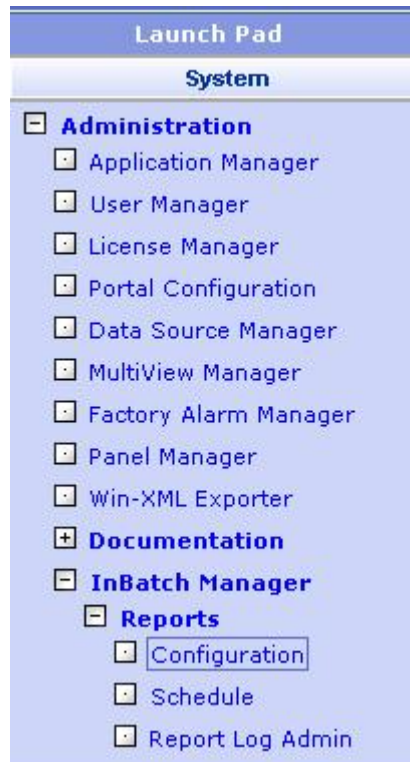 Launch Pad
System
Administration
Application Manager
User Manager
License Manager
Portal Configuration
Data Source Manager
MultiView Manager
Factory Alarm Manager
Panel Manager
Win-XML Exporter
Documentation
InBatch Manager
Reports
Configuration
Schedule
Report Log Admin